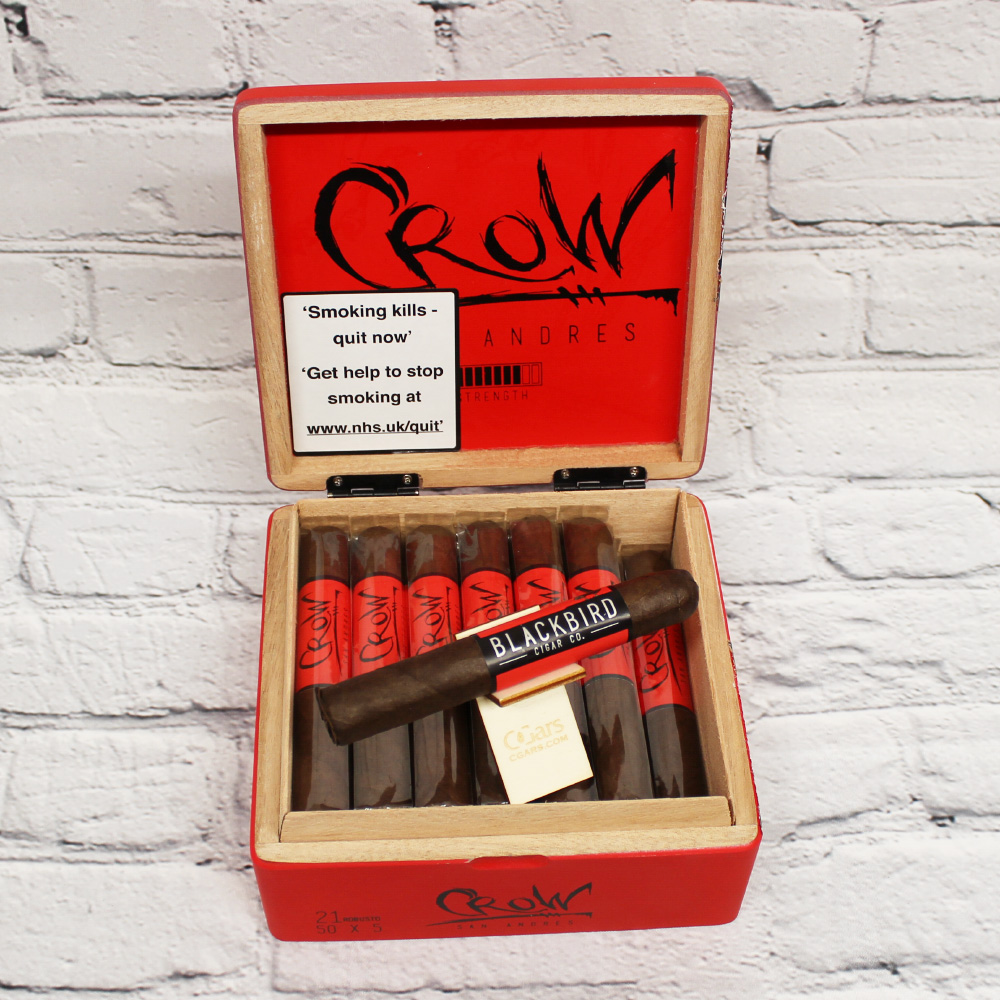 CROW
ANDRES
STRENGTH
‘Smoking kills -
quit now’
‘Get help to stop
smoking at
www.nhs.uk/quit’
CROW
CROW
CROW
CROW
CROW
BLACKBIRD
CIGAR CO.
CGars
CGARS.COM
CROW
SAN ANDRES
21 ROBUSTO
50 X 5